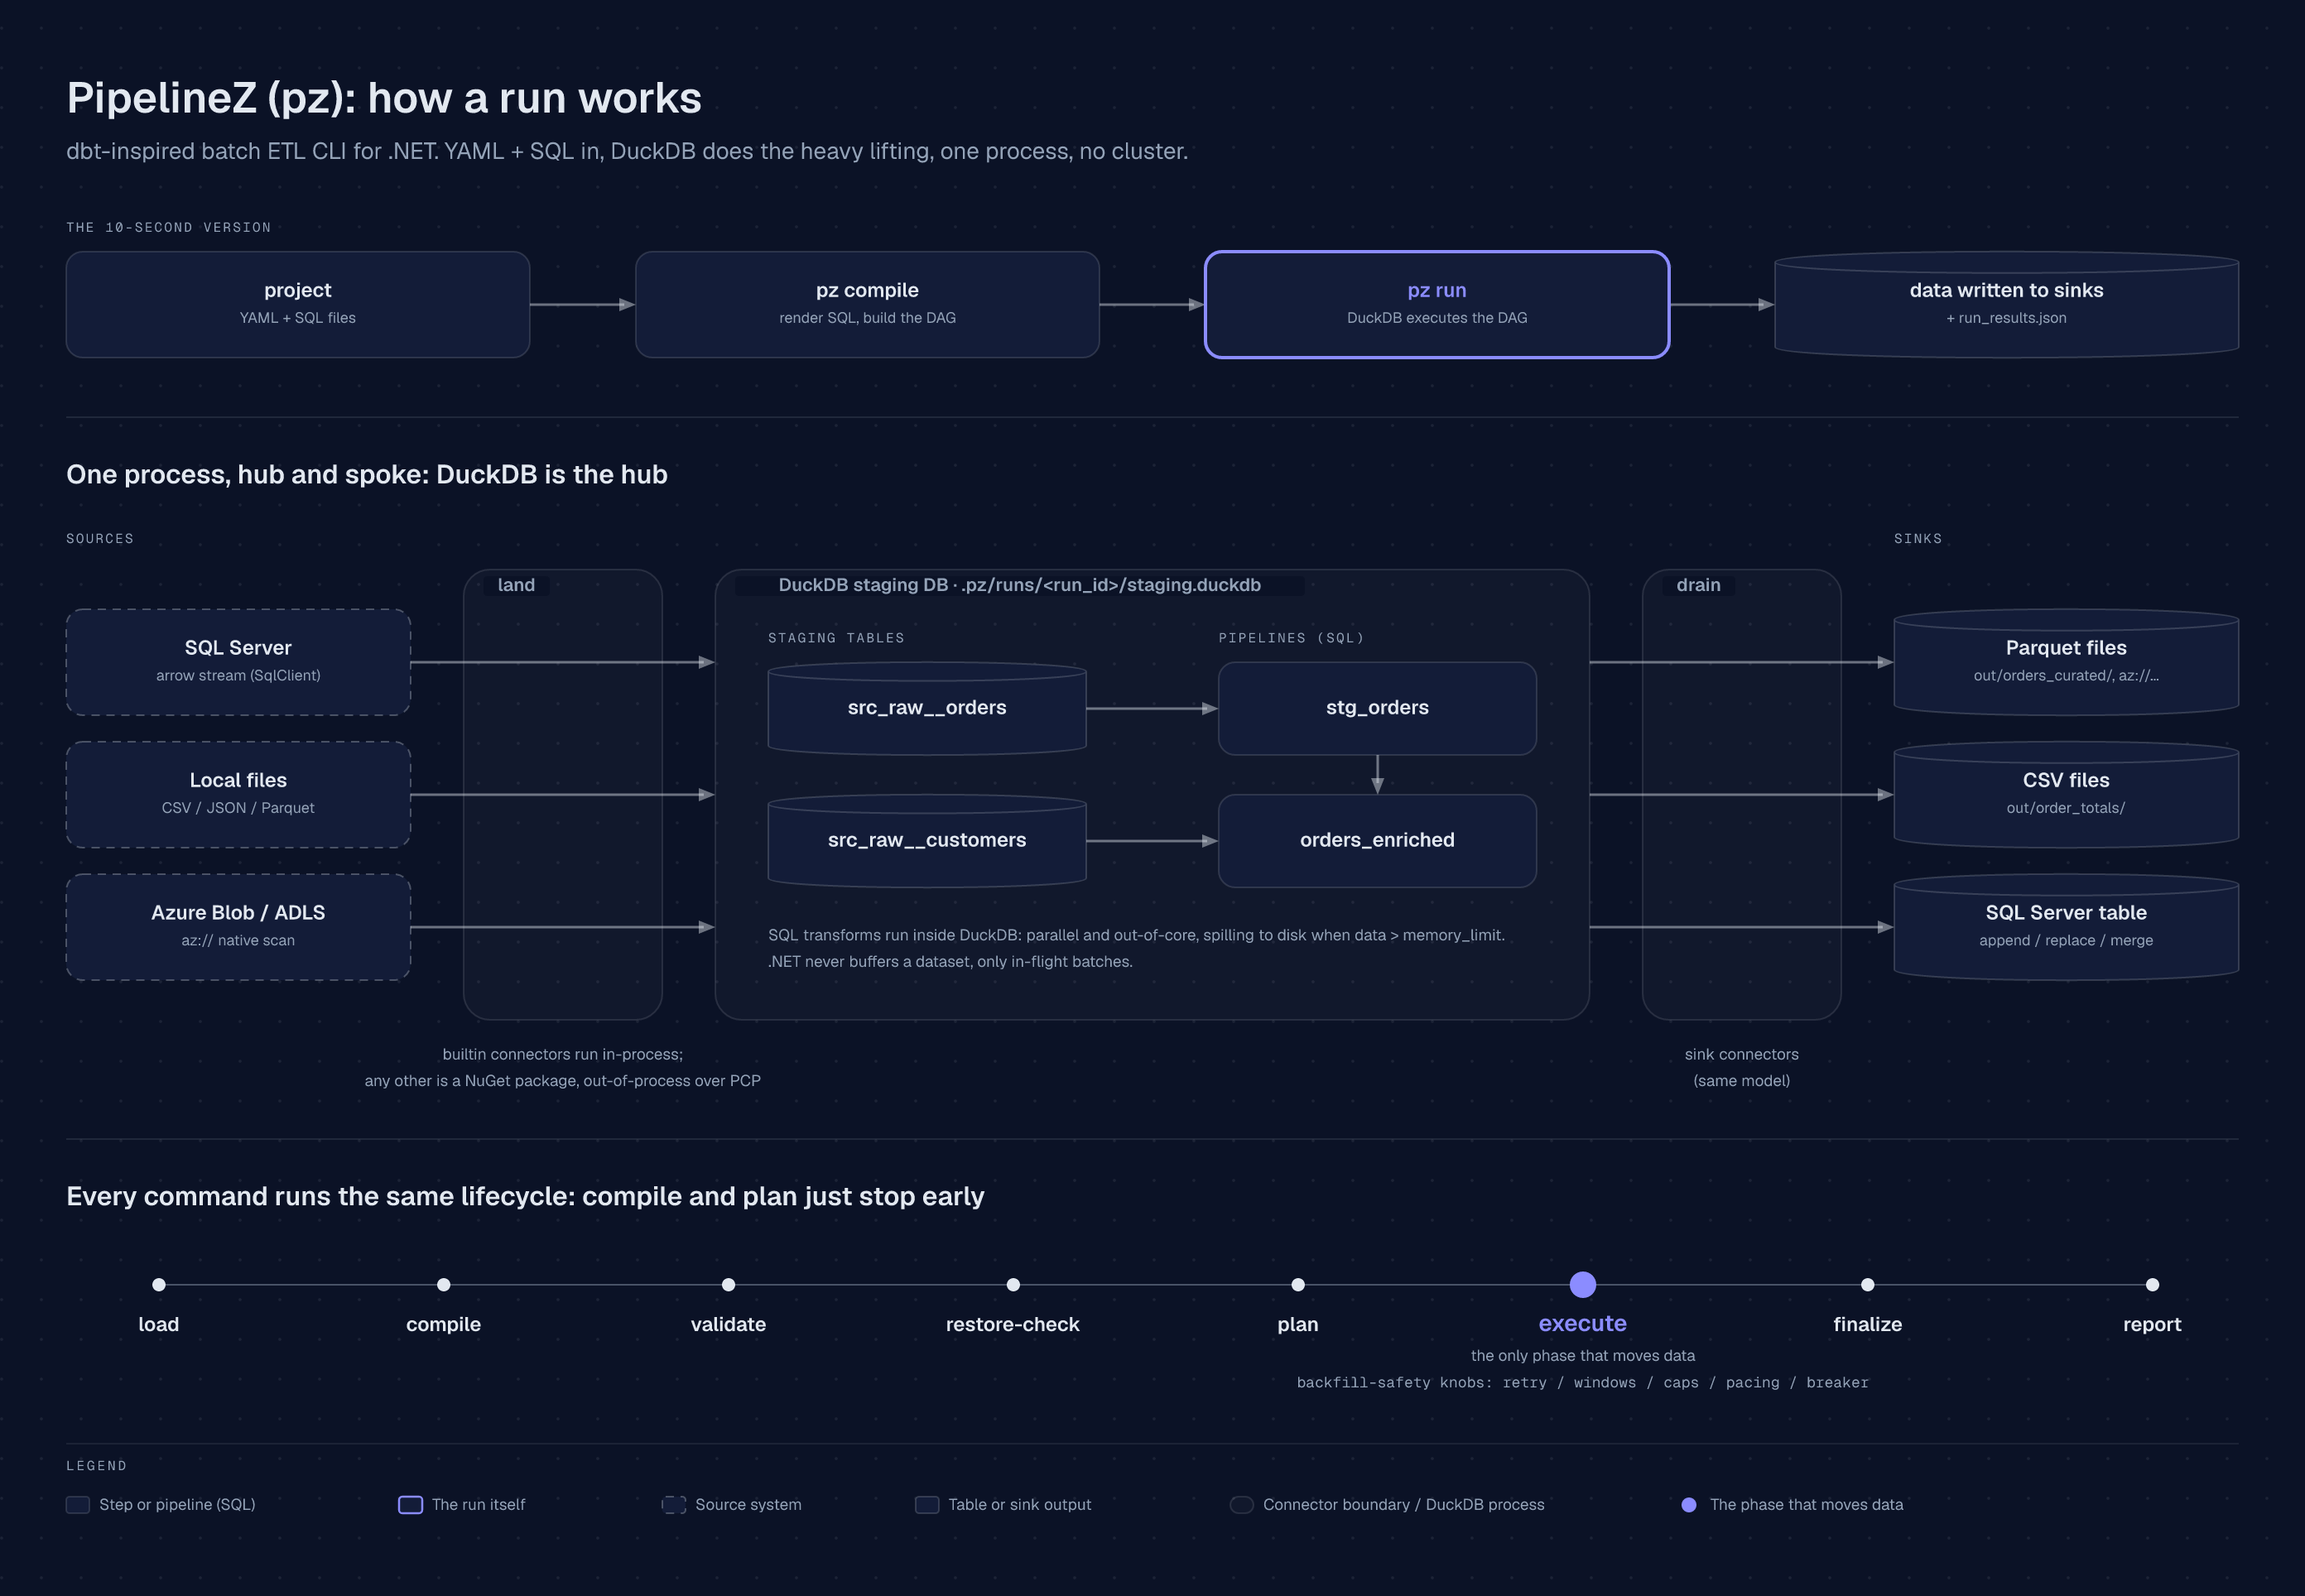 PipelineZ (pz): how a run works
dbt-inspired batch ETL CLI for .NET. YAML + SQL in, DuckDB does the heavy lifting, one process, no cluster.
THE 10-SECOND VERSION
project
YAML + SQL files
pz compile
render SQL, build the DAG
pz run
DuckDB executes the DAG
data written to sinks
+ run_results.json
One process, hub and spoke: DuckDB is the hub
SOURCES
SINKS
land
DuckDB staging DB · .pz/runs/<run_id>/staging.duckdb
drain
SQL Server
arrow stream (SqlClient)
Local files
CSV / JSON / Parquet
Azure Blob / ADLS
az:// native scan
STAGING TABLES
PIPELINES (SQL)
src_raw__orders
stg_orders
src_raw__customers
orders_enriched
SQL transforms run inside DuckDB: parallel and out-of-core, spilling to disk when data > memory_limit.
.NET never buffers a dataset, only in-flight batches.
Parquet files
out/orders_curated/, az://...
CSV files
out/order_totals/
SQL Server table
append / replace / merge
builtin connectors run in-process;
any other is a NuGet package, out-of-process over PCP
sink connectors
(same model)
Every command runs the same lifecycle: compile and plan just stop early
load
compile
validate
restore-check
plan
execute
finalize
report
the only phase that moves data
backfill-safety knobs: retry / windows / caps / pacing / breaker
LEGEND
Step or pipeline (SQL)
The run itself
Source system
Table or sink output
Connector boundary / DuckDB process
The phase that moves data